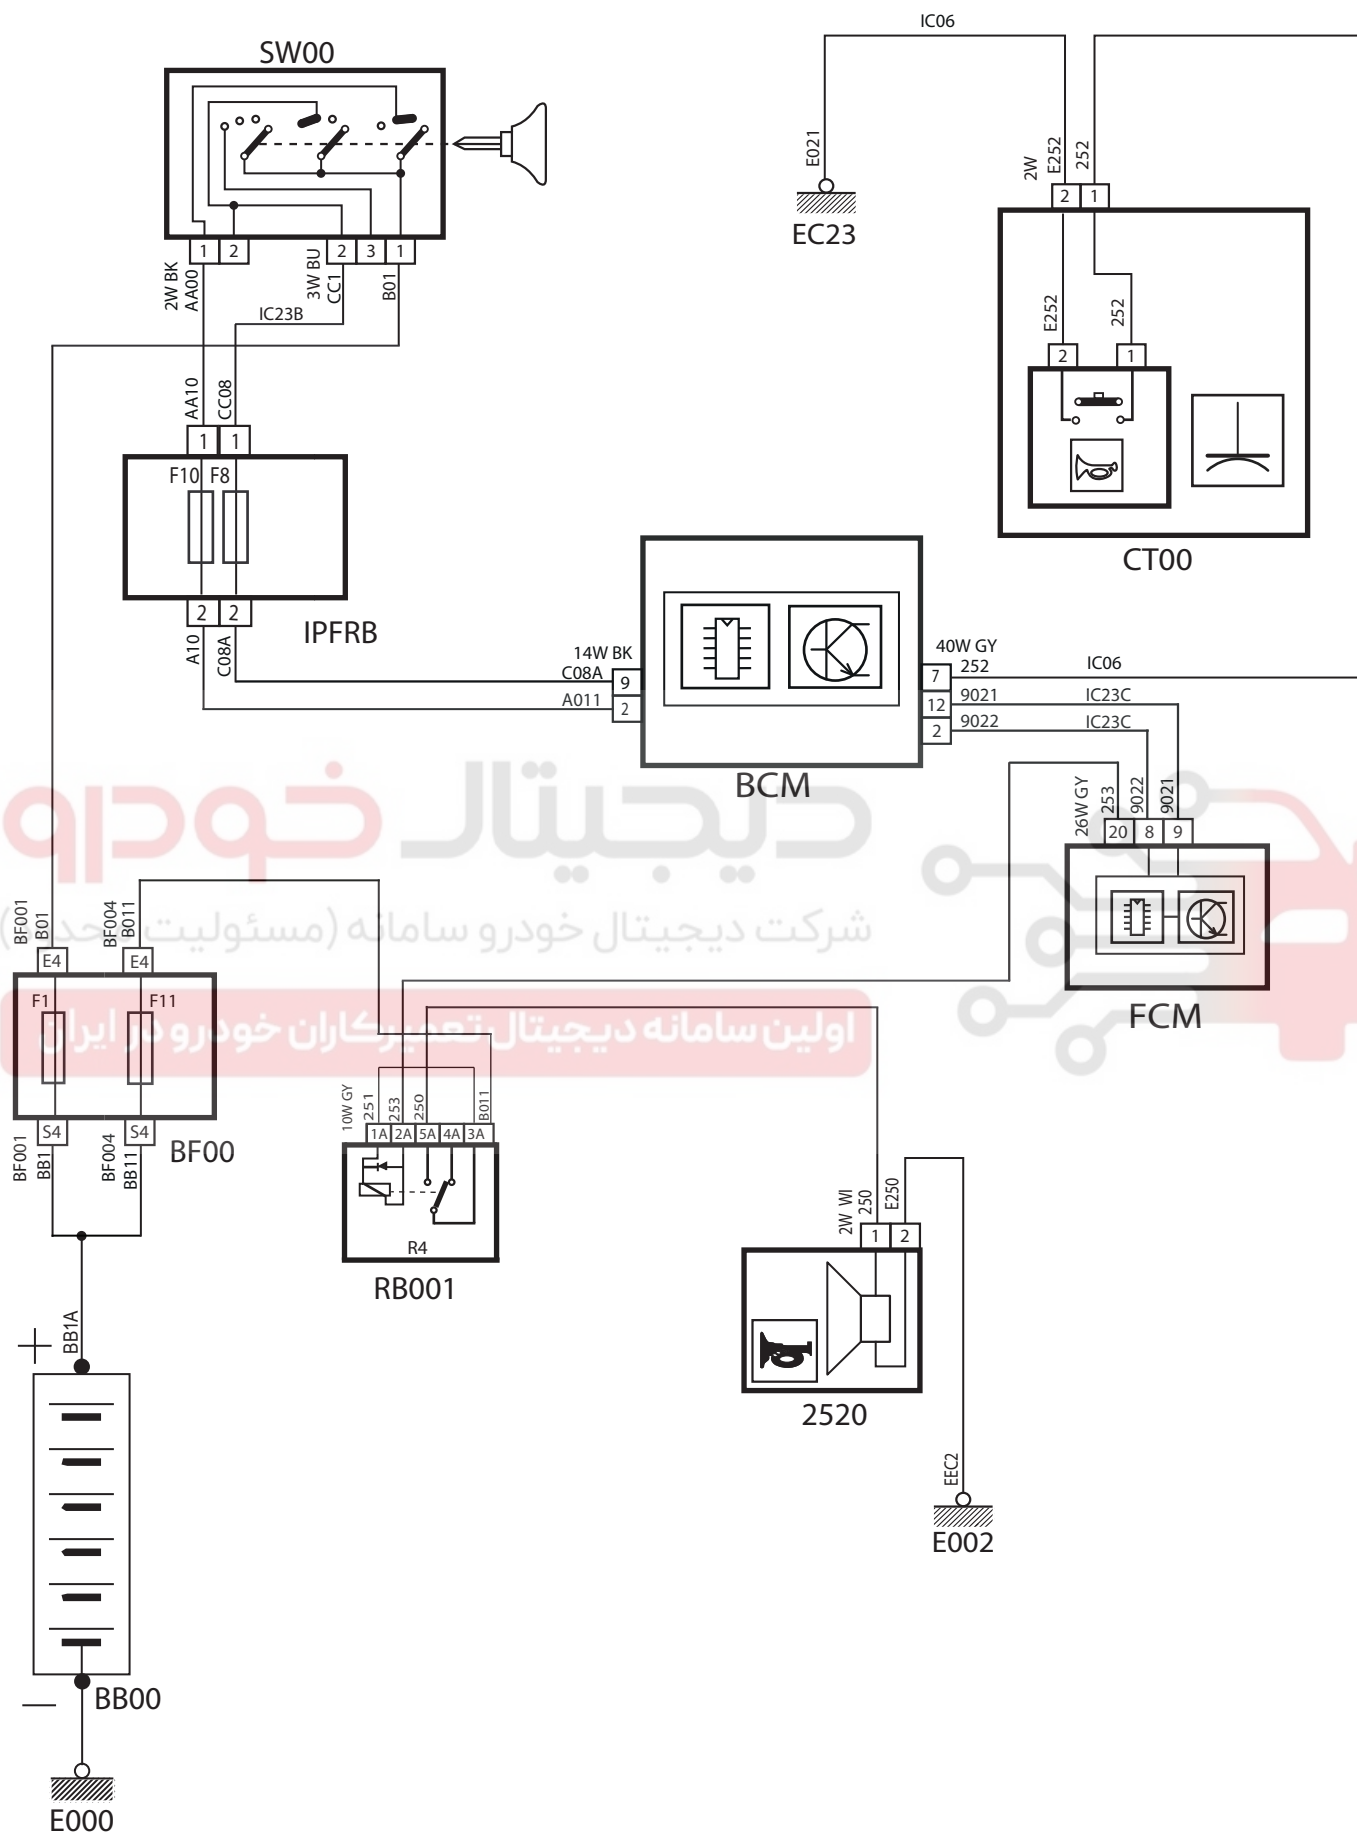 IC06
SW00
E021
2W
E252
252
2
1
EC23
1
2
2
3
1
2W BK
AA00
3W BU
CC1
B01
IC23B
E252
252
2
1
AA10
CC08
1
1
F10
F8
CT00
2
2
IPFRB
A10
C08A
14W BK
C08A
9
A011
2
BCM
40W GY
7
252
IC06
12
9021
IC23C
2
9022
IC23C
26W GY
253
9022
9021
20
8
9
FCM
دیجیتال خودرو
شرکت دیجیتال خودرو سامانه (مسئولیت محدود)
اولین سامانه دیجیتال تعمیرکاران خودرو در ایران
BF001
B01
BF004
B011
E4
E4
F1
F11
S4
S4
BF001
BB1
BF004
BB11
BF00
10W GY
251
253
250
B011
1A
2A
5A
4A
3A
R4
RB001
2W WI
250
E250
1
2
2520
EEC2
E002
BB1A
+
—
BB00
E000